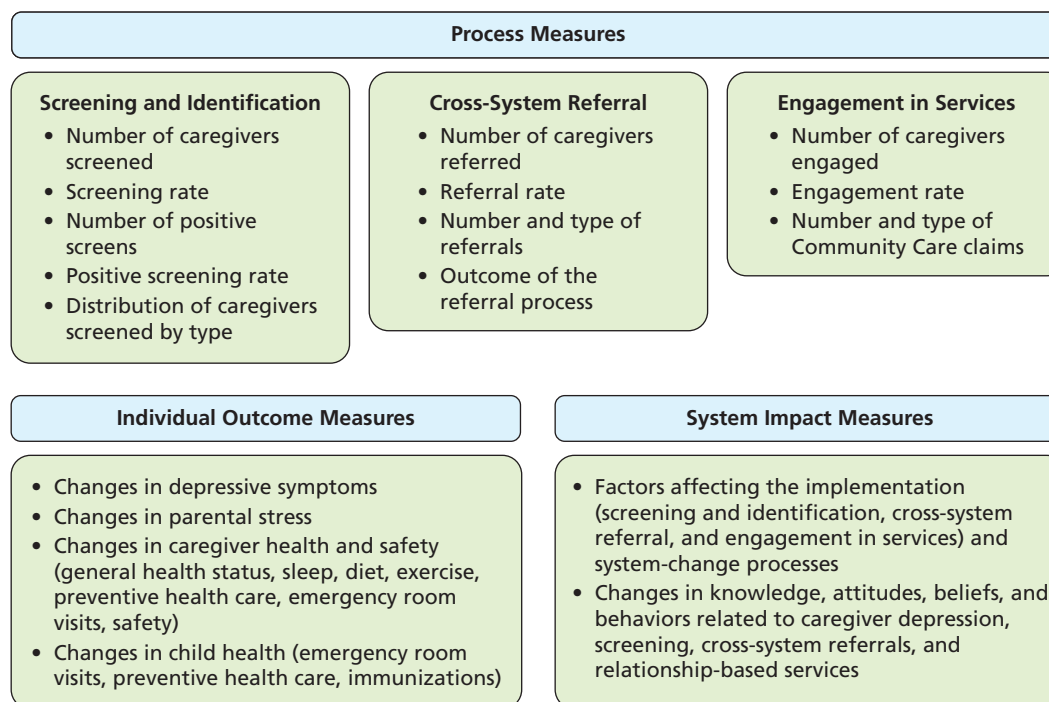 Process Measures
Screening and Identification
• Number of caregivers
screened
• Screening rate
• Number of positive
screens
• Positive screening rate
• Distribution of caregivers
screened by type
Cross-System Referral
• Number of caregivers
referred
• Referral rate
• Number and type of
referrals
• Outcome of the
referral process
Engagement in Services
• Number of caregivers
engaged
• Engagement rate
• Number and type of
Community Care claims
Individual Outcome Measures
• Changes in depressive symptoms
• Changes in parental stress
• Changes in caregiver health and safety
(general health status, sleep, diet, exercise,
preventive health care, emergency room
visits, safety)
• Changes in child health (emergency room
visits, preventive health care, immunizations)
System Impact Measures
• Factors affecting the implementation
(screening and identification, cross-system
referral, and engagement in services) and
system-change processes
• Changes in knowledge, attitudes, beliefs, and
behaviors related to caregiver depression,
screening, cross-system referrals, and
relationship-based services